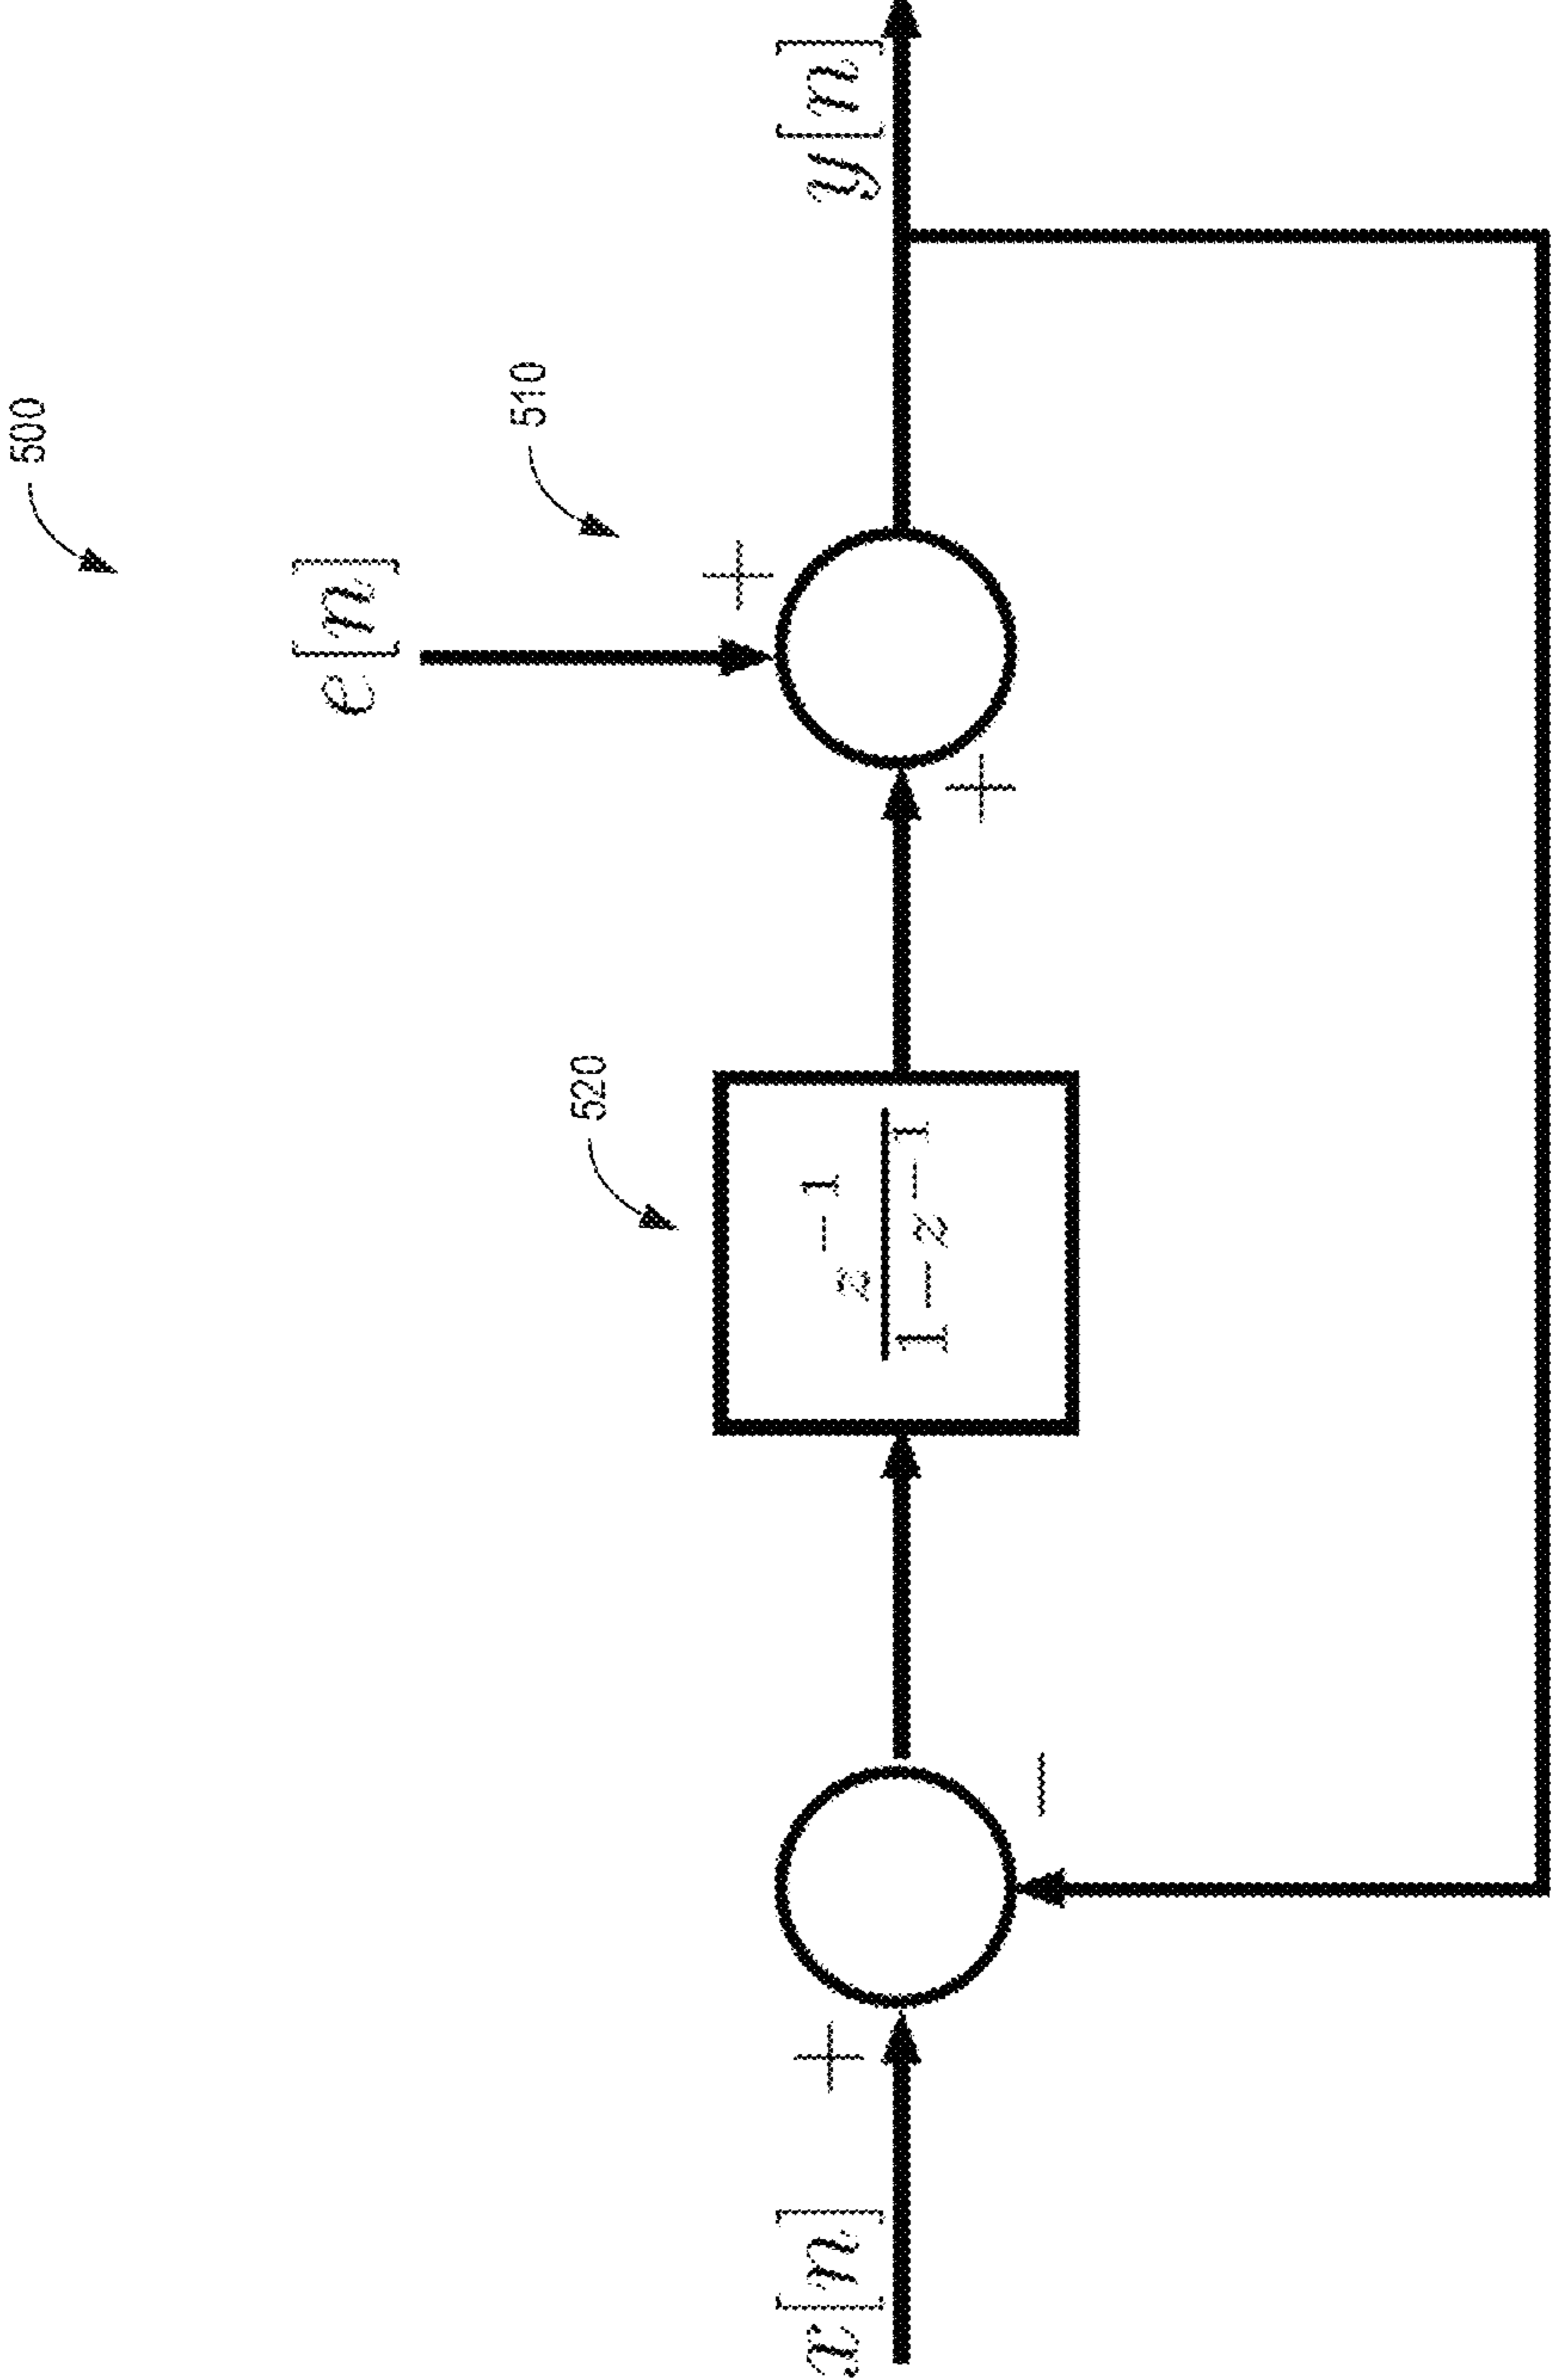 500
e[n]
510
+
520
x[n]
+
z^{-1}
1-z^{-1}
+
y[n]
−